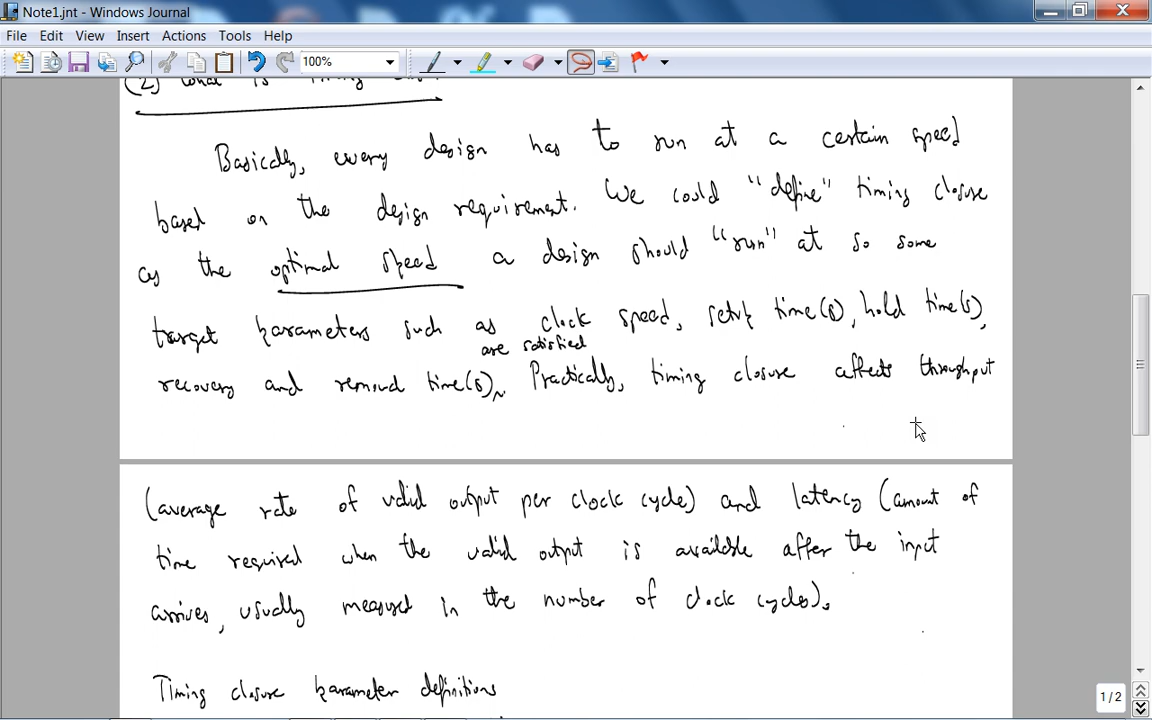 Note1.jnt - Windows Journal
File Edit View Insert Actions Tools Help
100%
(2) What is Timing
Basically, every design has to run at a certain speed
based on the design requirement. We could "define" timing closure
as the optimal speed a design should "run" at so some
target parameters such as clock speed, setup time(s), hold time(s),
are satisfied
recovery and removal time(s). Practically, timing closure affects throughput
(average rate of valid output per clock cycle) and latency (amount of
time required when the valid output is available after the input
arrives, usually measured in the number of clock cycles).
Timing closure parameter definitions
1 / 2